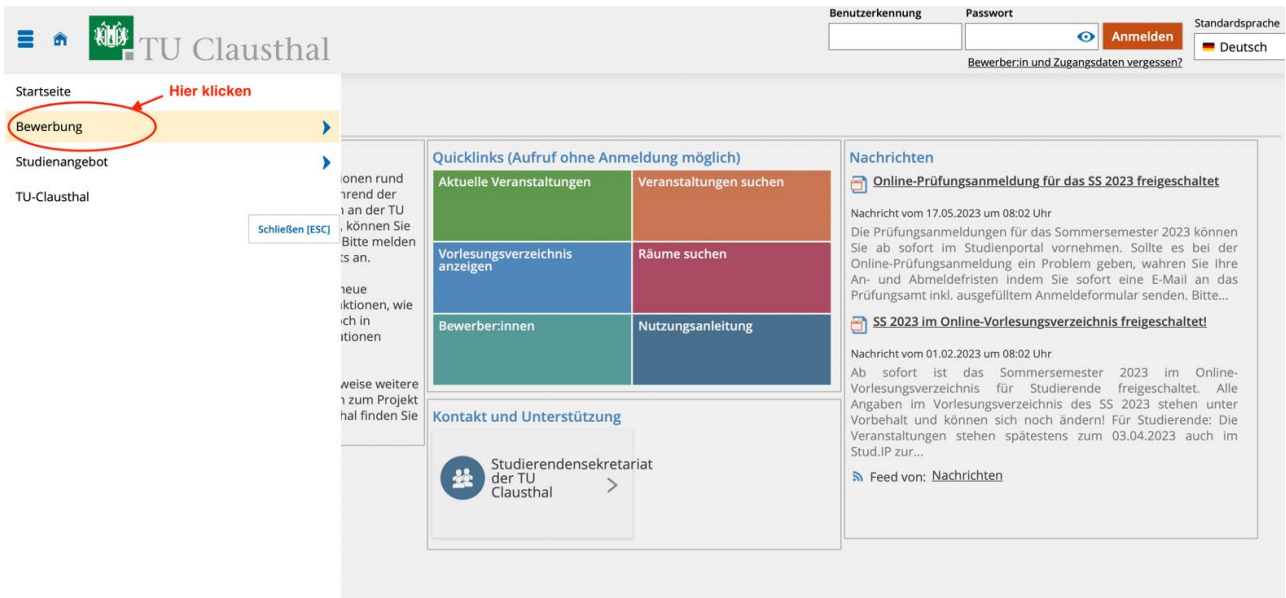 TU Clausthal
Benutzerkennung
Passwort
Anmelden
Bewerber:in und Zugangsdaten vergessen?
Standardsprache
Deutsch
Startseite
Hier klicken
Bewerbung
Studienangebot
TU-Clausthal
Schließen [ESC]
ionen rund
hrend der
an der TU
, können Sie
Bitte melden
ts an.
neue
ktionen, wie
och in
ationen
weise weitere
n zum Projekt
hal finden Sie
Quicklinks (Aufruf ohne Anmeldung möglich)
Aktuelle Veranstaltungen
Veranstaltungen suchen
Vorlesungsverzeichnis
anzeigen
Räume suchen
Bewerber:innen
Nutzungsanleitung
Kontakt und Unterstützung
Studierendensekretariat
der TU
Clausthal
Nachrichten
Online-Prüfungsanmeldung für das SS 2023 freigeschaltet
Nachricht vom 17.05.2023 um 08:02 Uhr
Die Prüfungsanmeldungen für das Sommersemester 2023 können
Sie ab sofort im Studienportal vornehmen. Sollte es bei der
Online-Prüfungsanmeldung ein Problem geben, wahren Sie Ihre
An- und Abmeldefristen indem Sie sofort eine E-Mail an das
Prüfungsamt inkl. ausgefülltem Anmeldeformular senden. Bitte...
SS 2023 im Online-Vorlesungsverzeichnis freigeschaltet!
Nachricht vom 01.02.2023 um 08:02 Uhr
Ab sofort ist das Sommersemester 2023 im Online-
Vorlesungsverzeichnis für Studierende freigeschaltet. Alle
Angaben im Vorlesungsverzeichnis des SS 2023 stehen unter
Vorbehalt und können sich noch ändern! Für Studierende: Die
Veranstaltungen stehen spätestens zum 03.04.2023 auch im
Stud.IP zur...
Feed von: Nachrichten